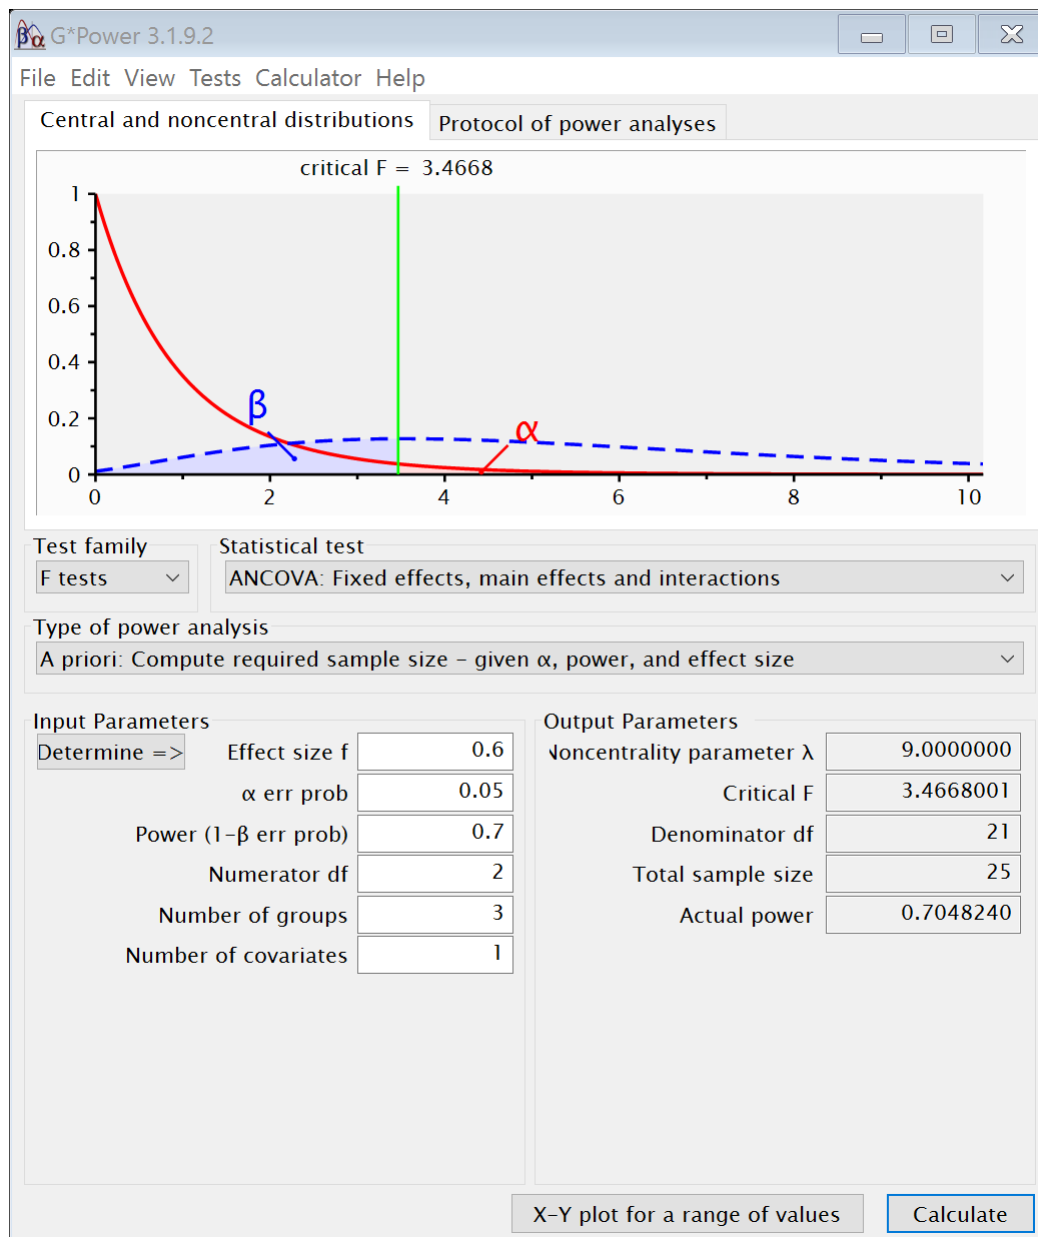 G*Power 3.1.9.2
File Edit View Tests Calculator Help
Central and noncentral distributions Protocol of power analyses
critical F = 3.4668
1
0.8
0.6
0.4
0.2
0
β
α
0 2 4 6 8 10
Test family Statistical test
F tests ANCOVA: Fixed effects, main effects and interactions
Type of power analysis
A priori: Compute required sample size - given α, power, and effect size
Input Parameters Output Parameters
Determine => Effect size f 0.6 Noncentrality parameter λ 9.0000000
α err prob 0.05 Critical F 3.4668001
Power (1-β err prob) 0.7 Denominator df 21
Numerator df 2 Total sample size 25
Number of groups 3 Actual power 0.7048240
Number of covariates 1
X-Y plot for a range of values Calculate